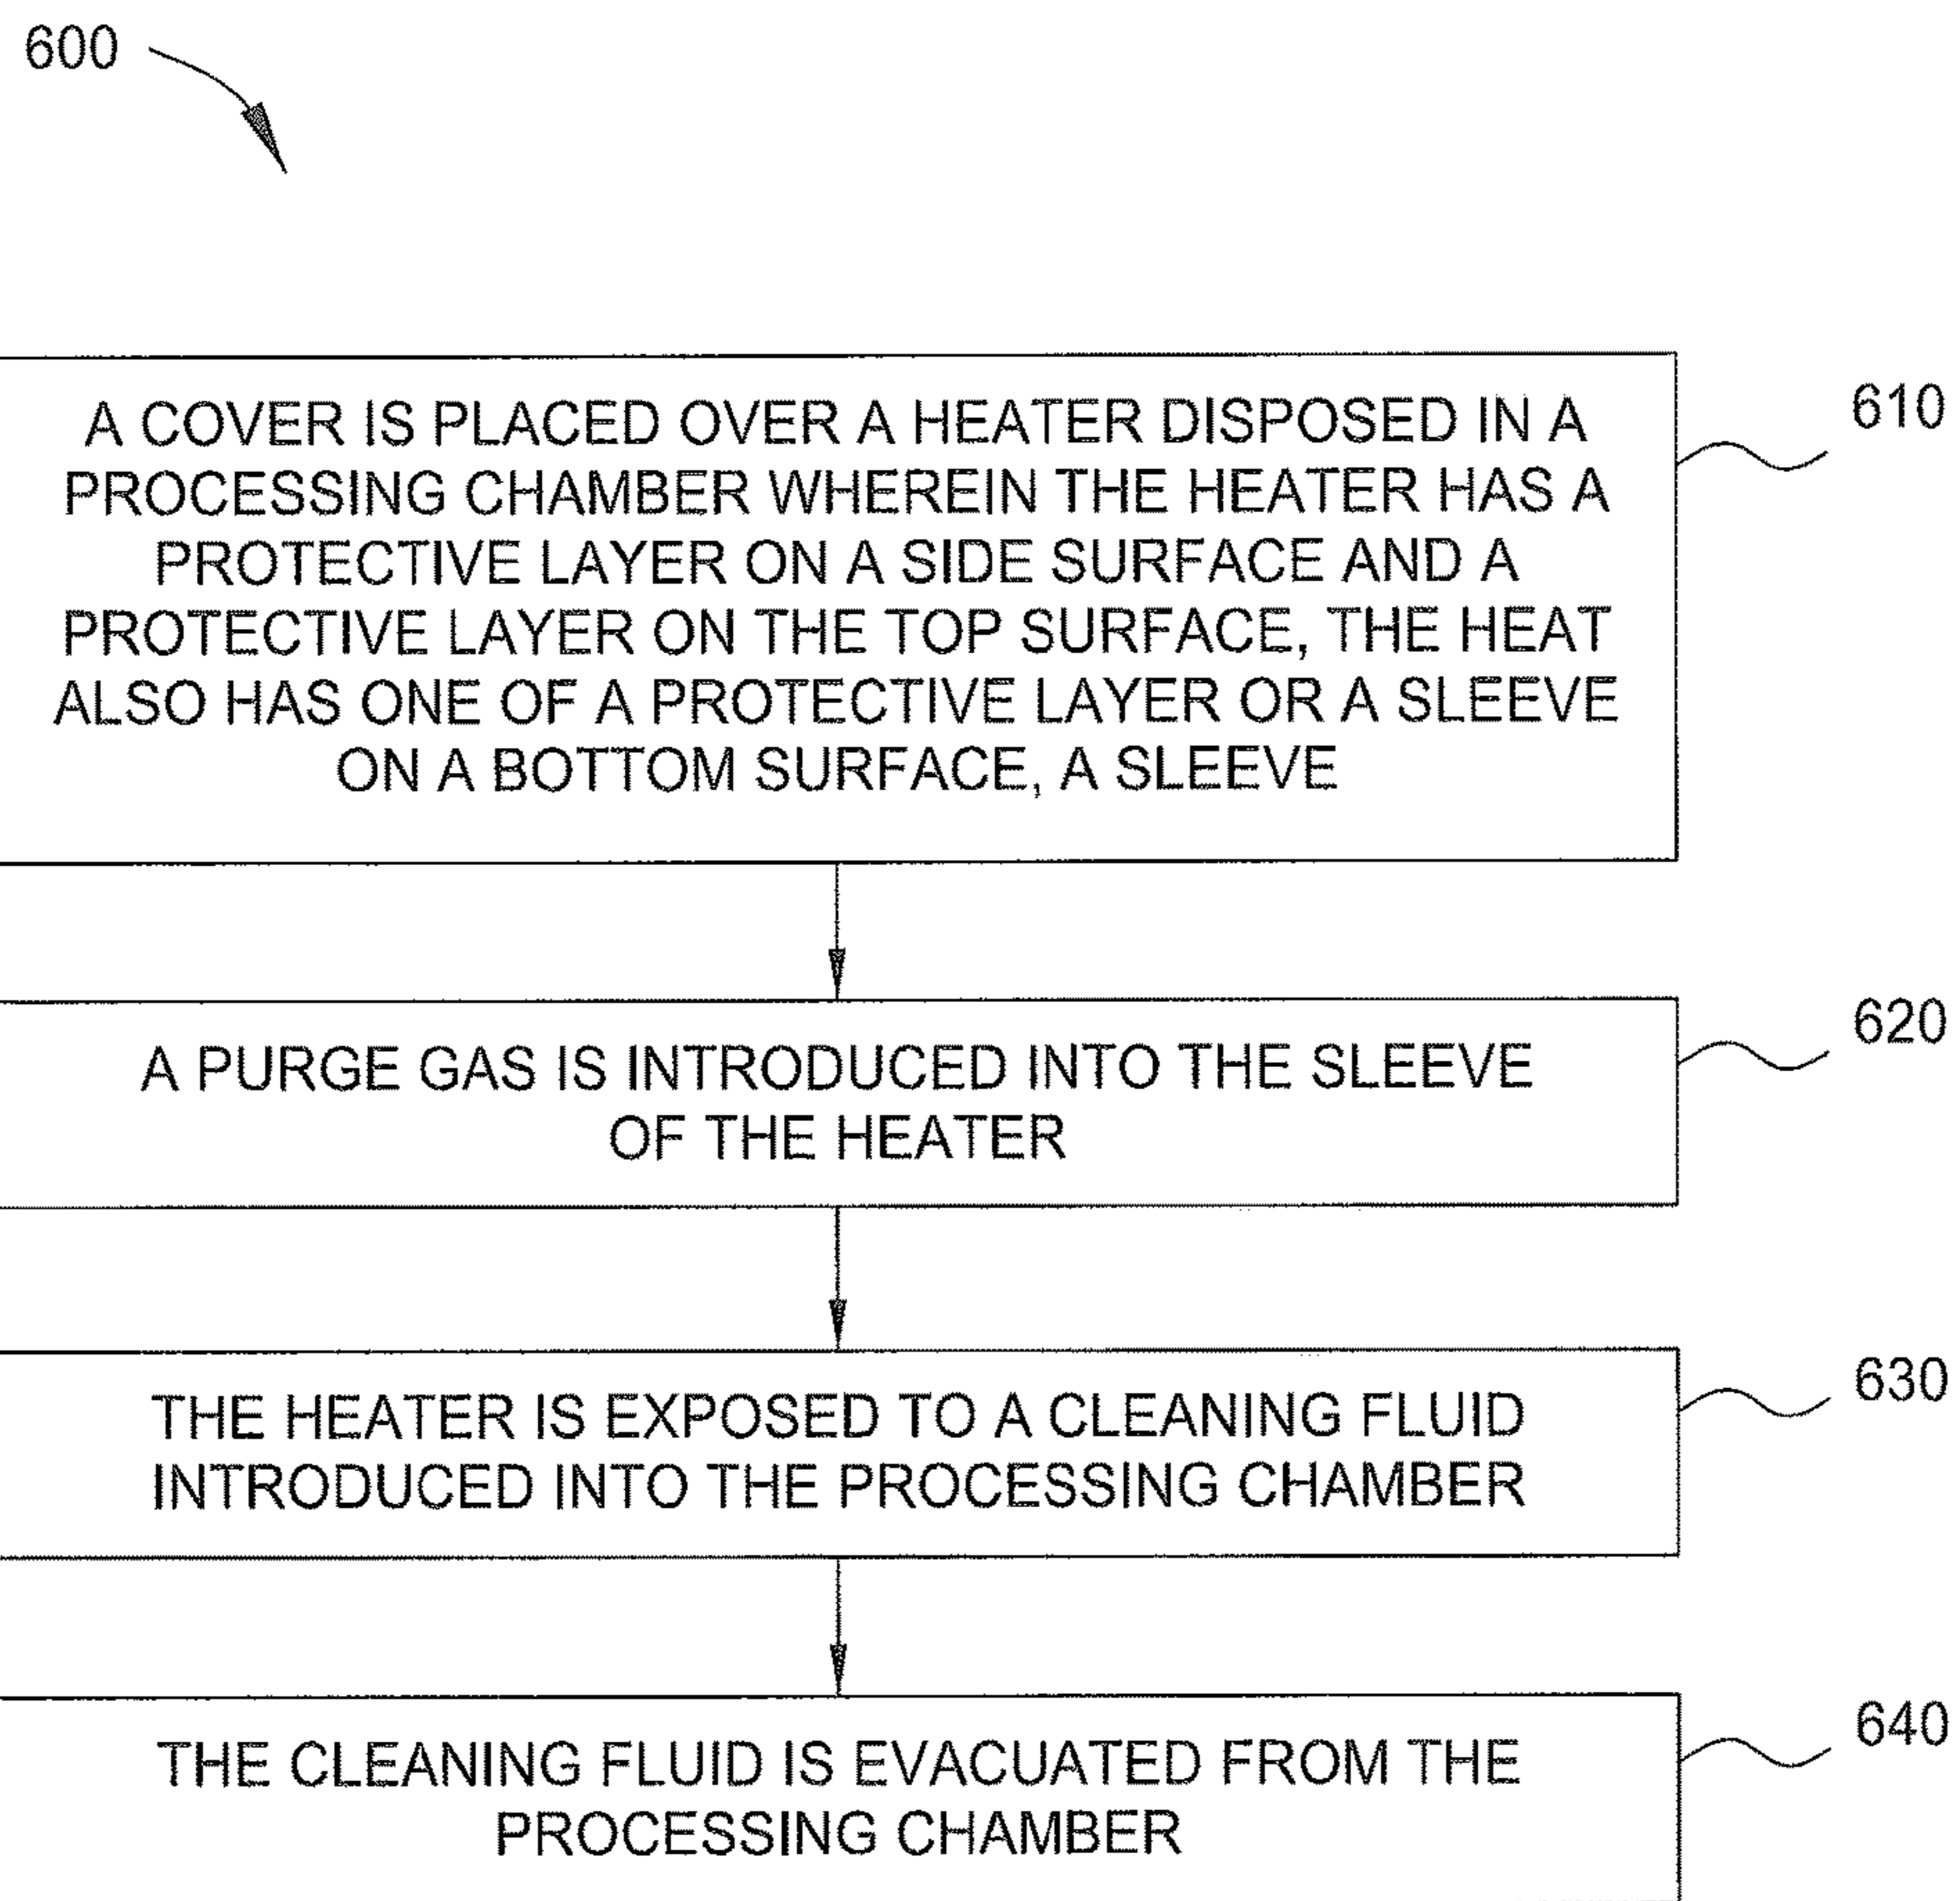 600
A COVER IS PLACED OVER A HEATER DISPOSED IN A
PROCESSING CHAMBER WHEREIN THE HEATER HAS A
PROTECTIVE LAYER ON A SIDE SURFACE AND A
PROTECTIVE LAYER ON THE TOP SURFACE, THE HEAT
ALSO HAS ONE OF A PROTECTIVE LAYER OR A SLEEVE
ON A BOTTOM SURFACE, A SLEEVE
610
A PURGE GAS IS INTRODUCED INTO THE SLEEVE
OF THE HEATER
620
THE HEATER IS EXPOSED TO A CLEANING FLUID
INTRODUCED INTO THE PROCESSING CHAMBER
630
THE CLEANING FLUID IS EVACUATED FROM THE
PROCESSING CHAMBER
640